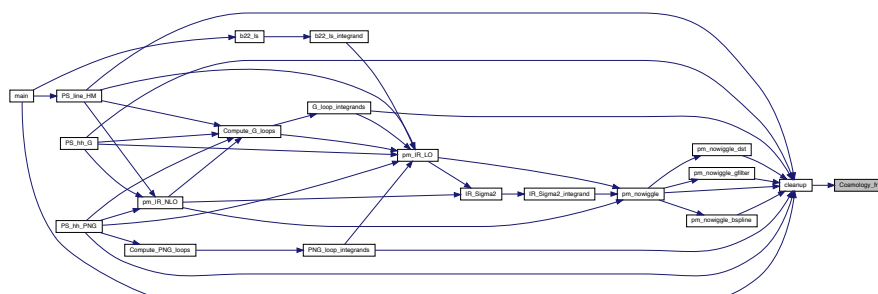 b22_ls
b22_ls_integrand
main
PS_line_HM
G_loop_integrands
Compute_G_loops
PS_hh_G
pm_nowiggle_dst
pm_IR_LO
pm_nowiggle_gfilter
cleanup
IR_Sigma2
IR_Sigma2_integrand
pm_nowiggle
pm_IR_NLO
pm_nowiggle_bspline
PS_hh_PNG
Compute_PNG_loops
PNG_loop_integrands